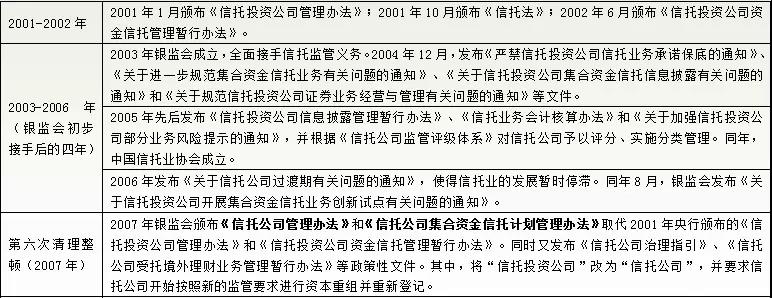 2001-2002 年
2001 年 1 月颁布《信托投资公司管理办法》;2001 年 10 月颁布《信托法》;2002 年 6 月颁布《信托投资公司资
金信托管理暂行办法》。
2003-2006 年
(银监会初步
接手后的四年)
2003 年银监会成立,全面接手信托监管义务。2004 年 12 月,发布《严禁信托投资公司信托业务承诺保底的通知》、
《关于进一步规范集合资金信托业务有关问题的通知》、《关于信托投资公司集合资金信托信息披露有关问题的
通知》和《关于规范信托投资公司证券业务经营与管理有关问题的通知》等文件。
2005 年先后发布《信托投资公司信息披露管理暂行办法》、《信托业务会计核算办法》和《关于加强信托投资公
司部分业务风险提示的通知》,并根据《信托公司监管评级体系》对信托公司予以评分、实施分类管理。同年,
中国信托业协会成立。
2006 年发布《关于信托公司过渡期有关问题的通知》,使得信托业的发展暂时停滞。同年 8 月,银监会发布《关
于信托投资公司开展集合资金信托业务创新试点有关问题的通知》。
第六次清理整
顿(2007 年)
2007 年银监会颁布《信托公司管理办法》和《信托公司集合资金信托计划管理办法》取代 2001 年央行颁布的《信
托投资公司管理办法》和《信托投资公司资金信托管理暂行办法》。同时又发布《信托公司治理指引》、《信托
公司受托境外理财业务管理暂行办法》等政策性文件。其中,将“信托投资公司”改为“信托公司”,并要求
信托公司开始按照新的监管要求进行资本重组并重新登记。